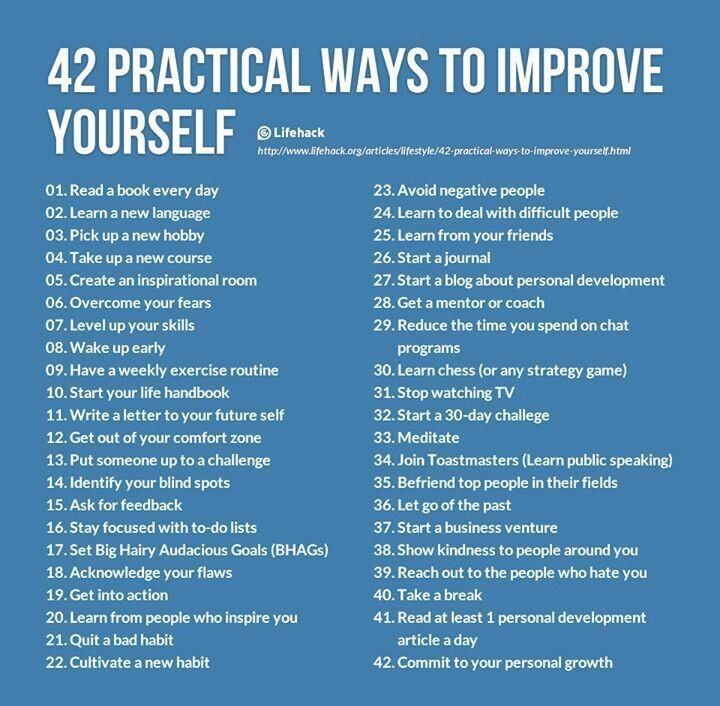 42 PRACTICAL WAYS TO IMPROVE
YOURSELF
Lifehack
http://www.lifehack.org/articles/lifestyle/42-practical-ways-to-improve-yourself.html
01. Read a book every day
02. Learn a new language
03. Pick up a new hobby
04. Take up a new course
05. Create an inspirational room
06. Overcome your fears
07. Level up your skills
08. Wake up early
09. Have a weekly exercise routine
10. Start your life handbook
11. Write a letter to your future self
12. Get out of your comfort zone
13. Put someone up to a challenge
14. Identify your blind spots
15. Ask for feedback
16. Stay focused with to-do lists
17. Set Big Hairy Audacious Goals (BHAGs)
18. Acknowledge your flaws
19. Get into action
20. Learn from people who inspire you
21. Quit a bad habit
22. Cultivate a new habit
23. Avoid negative people
24. Learn to deal with difficult people
25. Learn from your friends
26. Start a journal
27. Start a blog about personal development
28. Get a mentor or coach
29. Reduce the time you spend on chat
programs
30. Learn chess (or any strategy game)
31. Stop watching TV
32. Start a 30-day challege
33. Meditate
34. Join Toastmasters (Learn public speaking)
35. Befriend top people in their fields
36. Let go of the past
37. Start a business venture
38. Show kindness to people around you
39. Reach out to the people who hate you
40. Take a break
41. Read at least 1 personal development
article a day
42. Commit to your personal growth